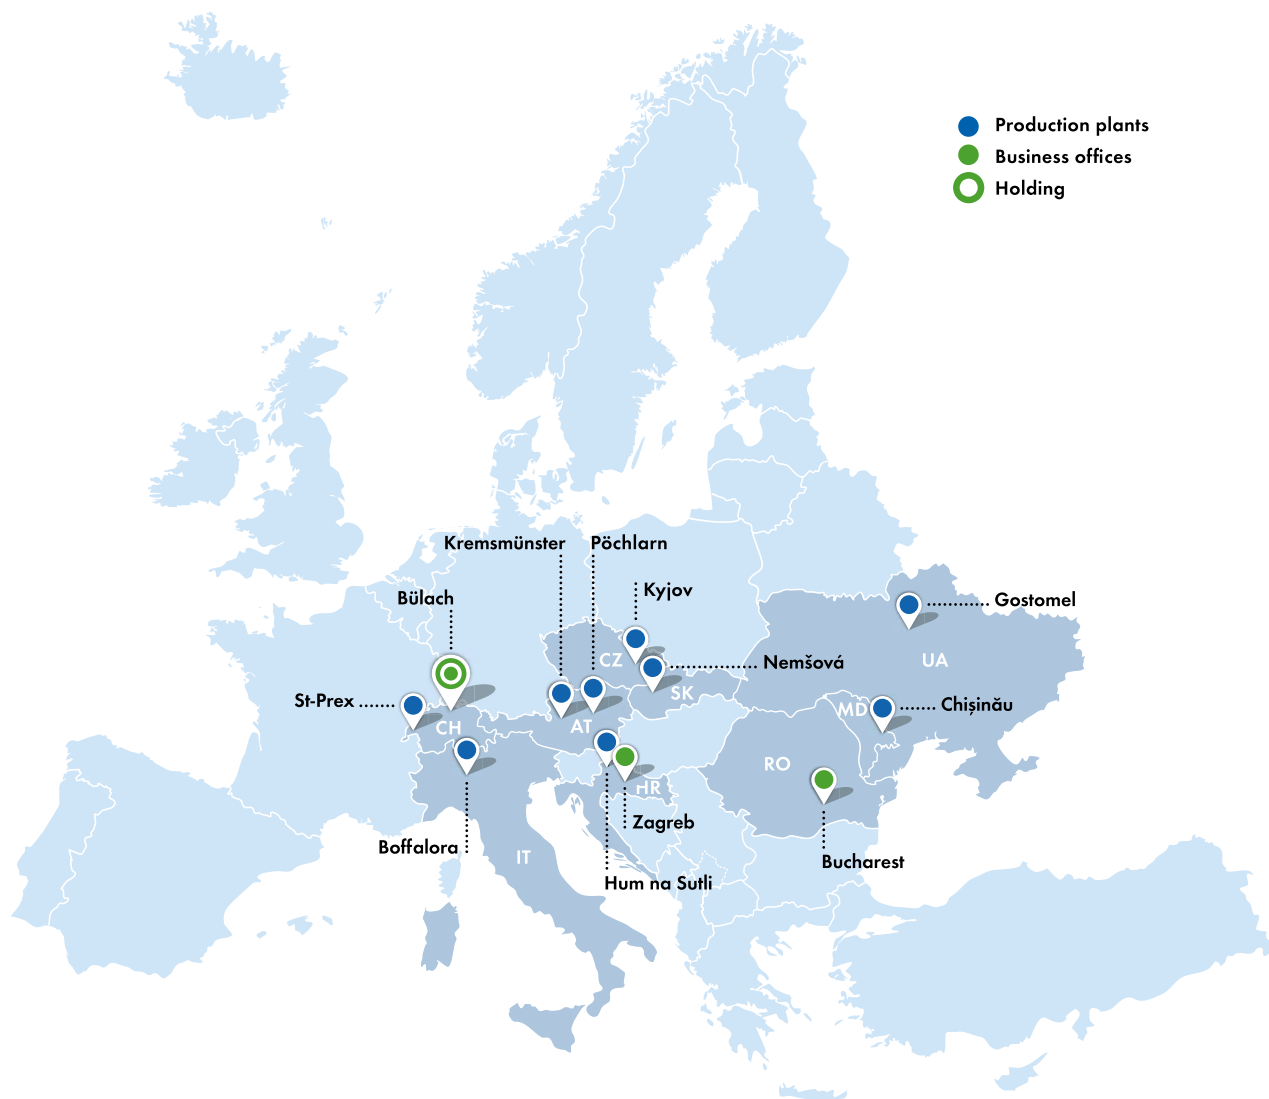 Production plants
Business offices
Holding
Kremsmünster
Pöchlarn
Kyjov
Bülach
Gostomel
CZ
Nemšová
UA
SK
St-Prex
MD
Chișinău
CH
AT
RO
HR
Zagreb
Boffalora
IT
Bucharest
Hum na Sutli